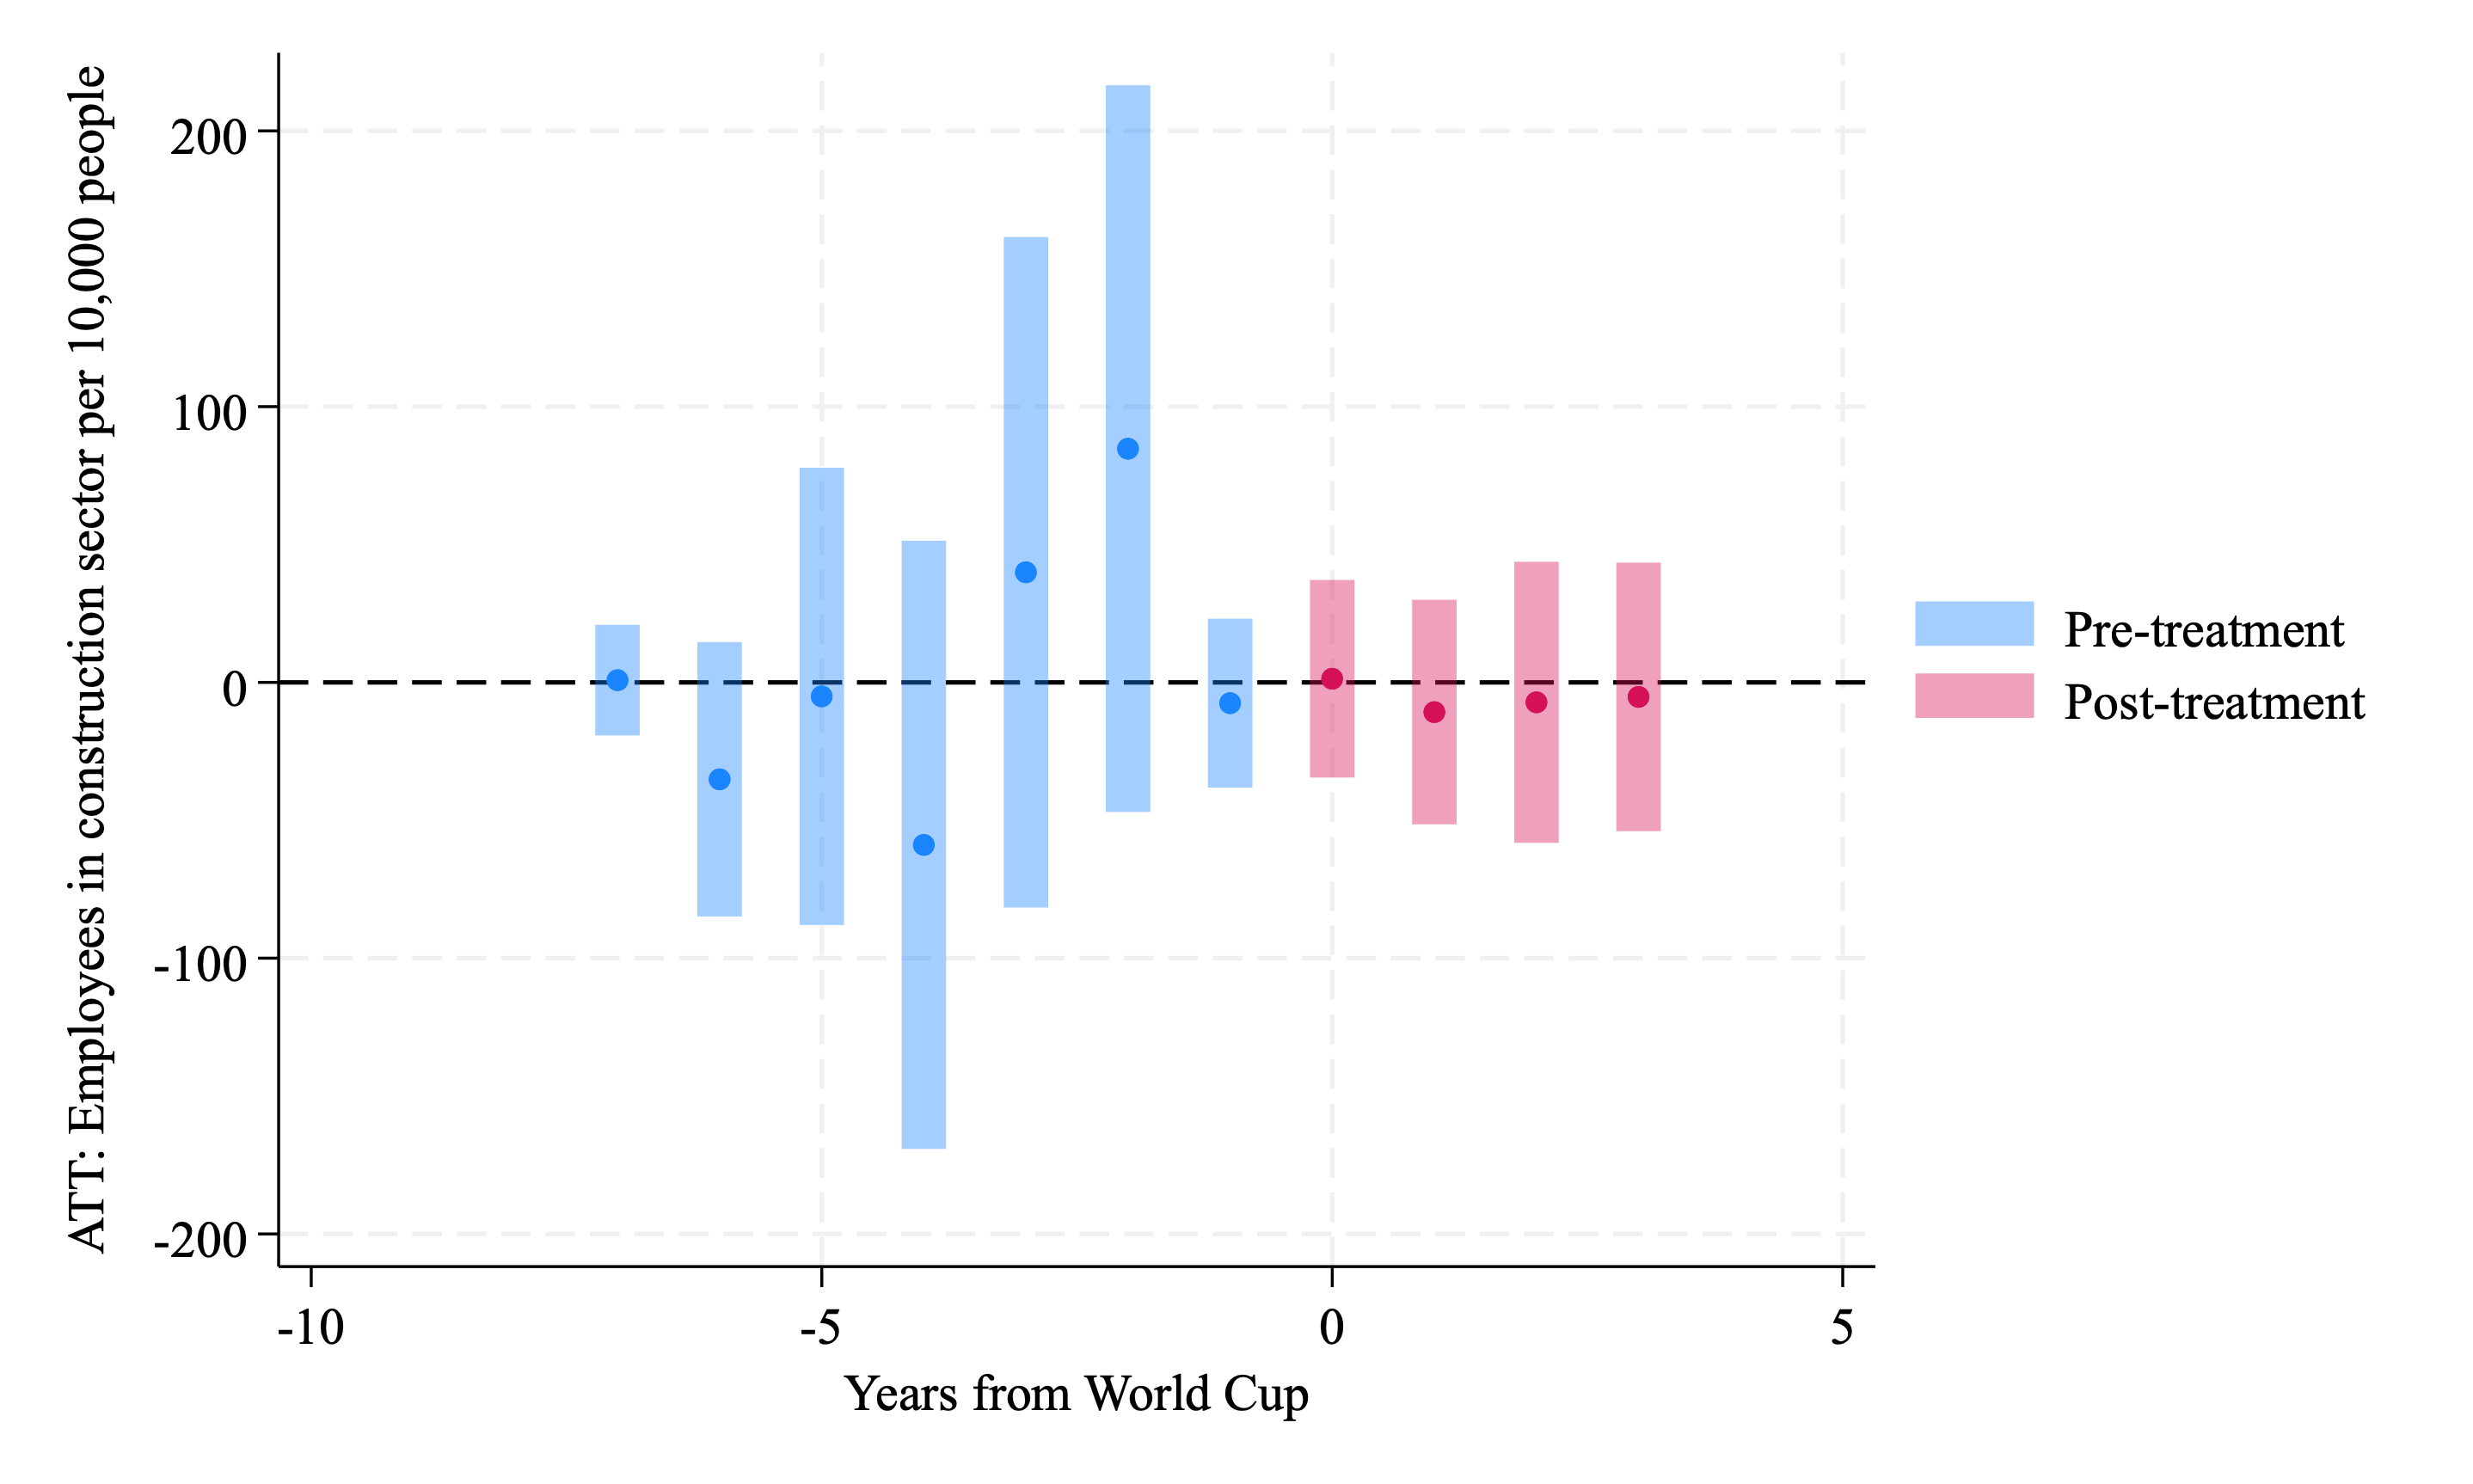 ATT: Employees in construction sector per 10,000 people
200
100
0
-100
-200
-10
-5
0
5
Years from World Cup
Pre-treatment
Post-treatment